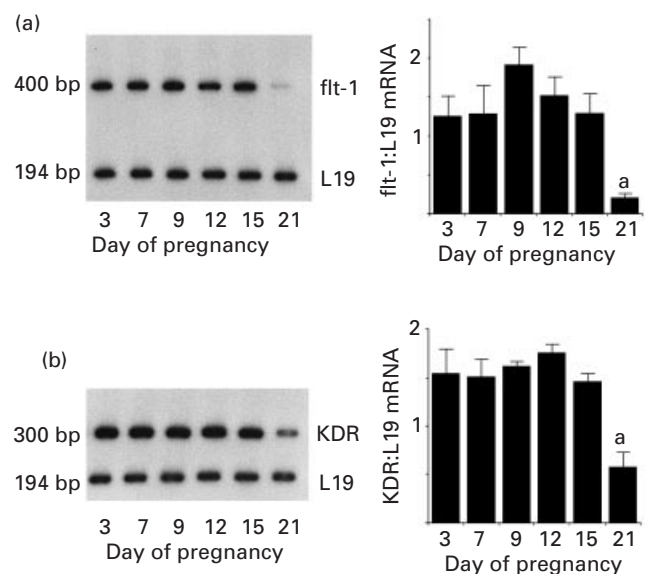 (a)
400 bp
flt-1
194 bp
L19
3 7 9 12 15 21
Day of pregnancy
flt-1:L19 mRNA
2
1
a
3 7 9 12 15 21
Day of pregnancy
(b)
300 bp
KDR
194 bp
L19
3 7 9 12 15 21
Day of pregnancy
KDR:L19 mRNA
2
1
a
3 7 9 12 15 21
Day of pregnancy